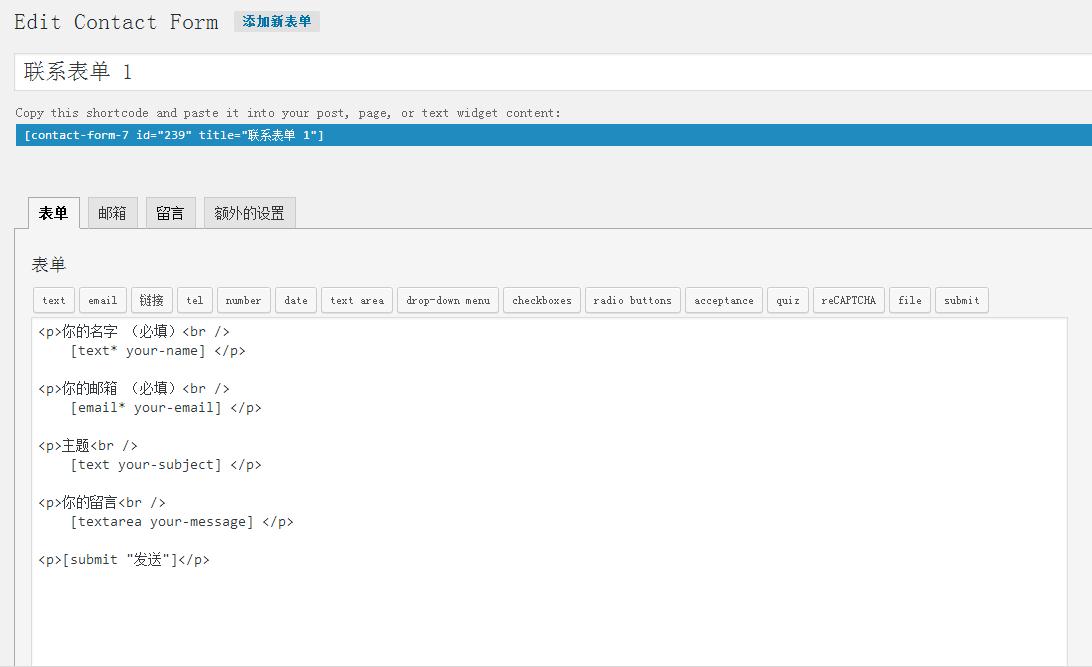 Edit Contact Form 添加新表单
联系表单 1
Copy this shortcode and paste it into your post, page, or text widget content:
[contact-form-7 id="239" title="联系表单 1"]
表单 邮箱 留言 额外的设置
表单
text email 链接 tel number date text area drop-down menu checkboxes radio buttons acceptance quiz reCAPTCHA file submit
<p>你的名字 （必填）<br />
[text* your-name] </p>
<p>你的邮箱 （必填）<br />
[email* your-email] </p>
<p>主题<br />
[text your-subject] </p>
<p>你的留言<br />
[textarea your-message] </p>
<p>[submit "发送"]</p>